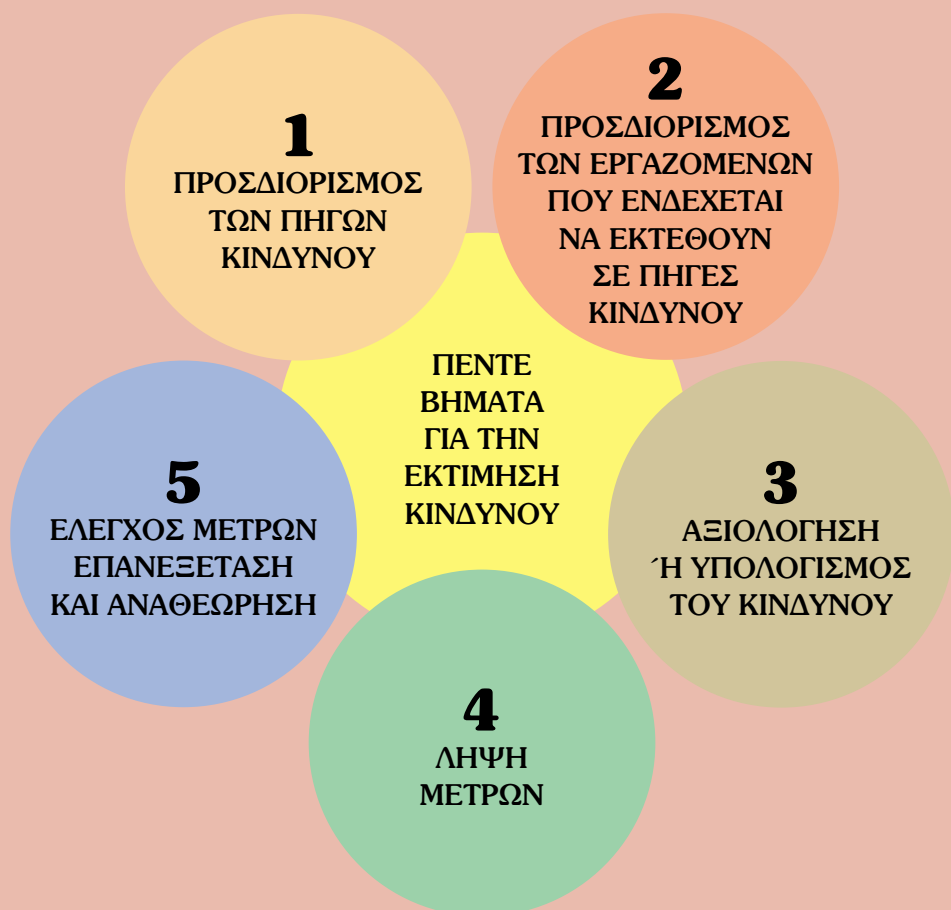 1
ΠΡΟΣΔΙΟΡΙΣΜΟΣ
ΤΩΝ ΠΗΓΩΝ
ΚΙΝΔΥΝΟΥ
2
ΠΡΟΣΔΙΟΡΙΣΜΟΣ
ΤΩΝ ΕΡΓΑΖΟΜΕΝΩΝ
ΠΟΥ ΕΝΔΕΧΕΤΑΙ
ΝΑ ΕΚΤΕΘΟΥΝ
ΣΕ ΠΗΓΕΣ
ΚΙΝΔΥΝΟΥ
ΠΕΝΤΕ
ΒΗΜΑΤΑ
ΓΙΑ ΤΗΝ
ΕΚΤΙΜΗΣΗ
ΚΙΝΔΥΝΟΥ
3
ΑΞΙΟΛΟΓΗΣΗ
΄Η ΥΠΟΛΟΓΙΣΜΟΣ
ΤΟΥ ΚΙΝΔΥΝΟΥ
4
ΛΗΨΗ
ΜΕΤΡΩΝ
5
ΕΛΕΓΧΟΣ ΜΕΤΡΩΝ
ΕΠΑΝΕΞΕΤΑΣΗ
ΚΑΙ ΑΝΑΘΕΩΡΗΣΗ